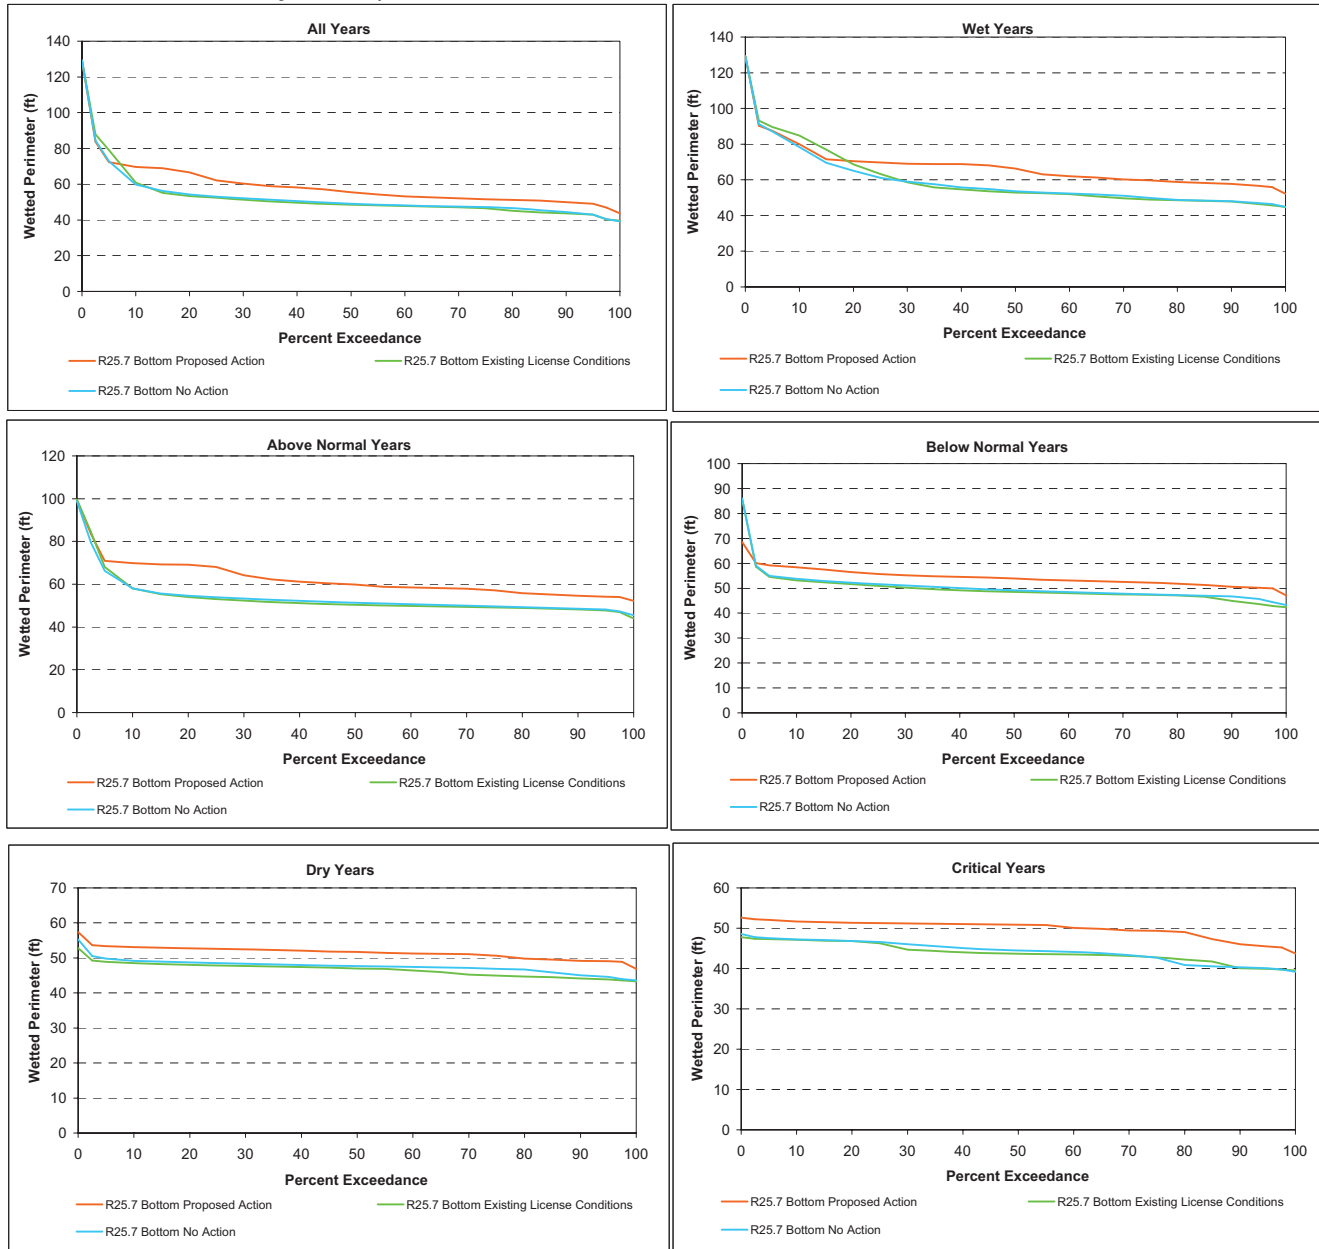 All Years
Wetted Perimeter (ft)
140
120
100
80
60
40
20
0
0 10 20 30 40 50 60 70 80 90 100
Percent Exceedance
R25.7 Bottom Proposed Action
R25.7 Bottom Existing License Conditions
R25.7 Bottom No Action
Wet Years
Wetted Perimeter (ft)
140
120
100
80
60
40
20
0
0 10 20 30 40 50 60 70 80 90 100
Percent Exceedance
R25.7 Bottom Proposed Action
R25.7 Bottom Existing License Conditions
R25.7 Bottom No Action
Above Normal Years
Wetted Perimeter (ft)
120
100
80
60
40
20
0
0 10 20 30 40 50 60 70 80 90 100
Percent Exceedance
R25.7 Bottom Proposed Action
R25.7 Bottom Existing License Conditions
R25.7 Bottom No Action
Below Normal Years
Wetted Perimeter (ft)
100
90
80
70
60
50
40
30
20
10
0
0 10 20 30 40 50 60 70 80 90 100
Percent Exceedance
R25.7 Bottom Proposed Action
R25.7 Bottom Existing License Conditions
R25.7 Bottom No Action
Dry Years
Wetted Perimeter (ft)
70
60
50
40
30
20
10
0
0 10 20 30 40 50 60 70 80 90 100
Percent Exceedance
R25.7 Bottom Proposed Action
R25.7 Bottom Existing License Conditions
R25.7 Bottom No Action
Critical Years
Wetted Perimeter (ft)
60
50
40
30
20
10
0
0 10 20 30 40 50 60 70 80 90 100
Percent Exceedance
R25.7 Bottom Proposed Action
R25.7 Bottom Existing License Conditions
R25.7 Bottom No Action